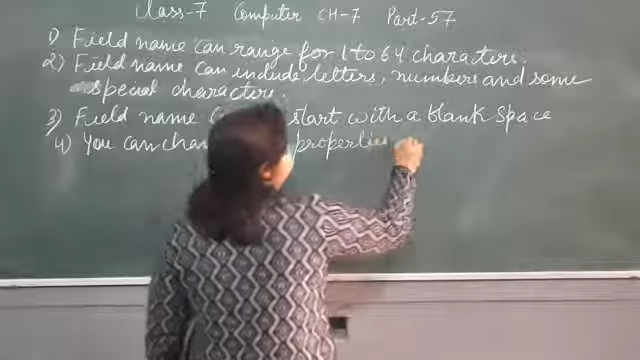 Class-7 Computer CH-7 Part-57
1) Field name can range for 1 to 64 characters.
2) Field name can include letters, numbers and some
special characters.
3) Field name start with a blank space
4) You can properties